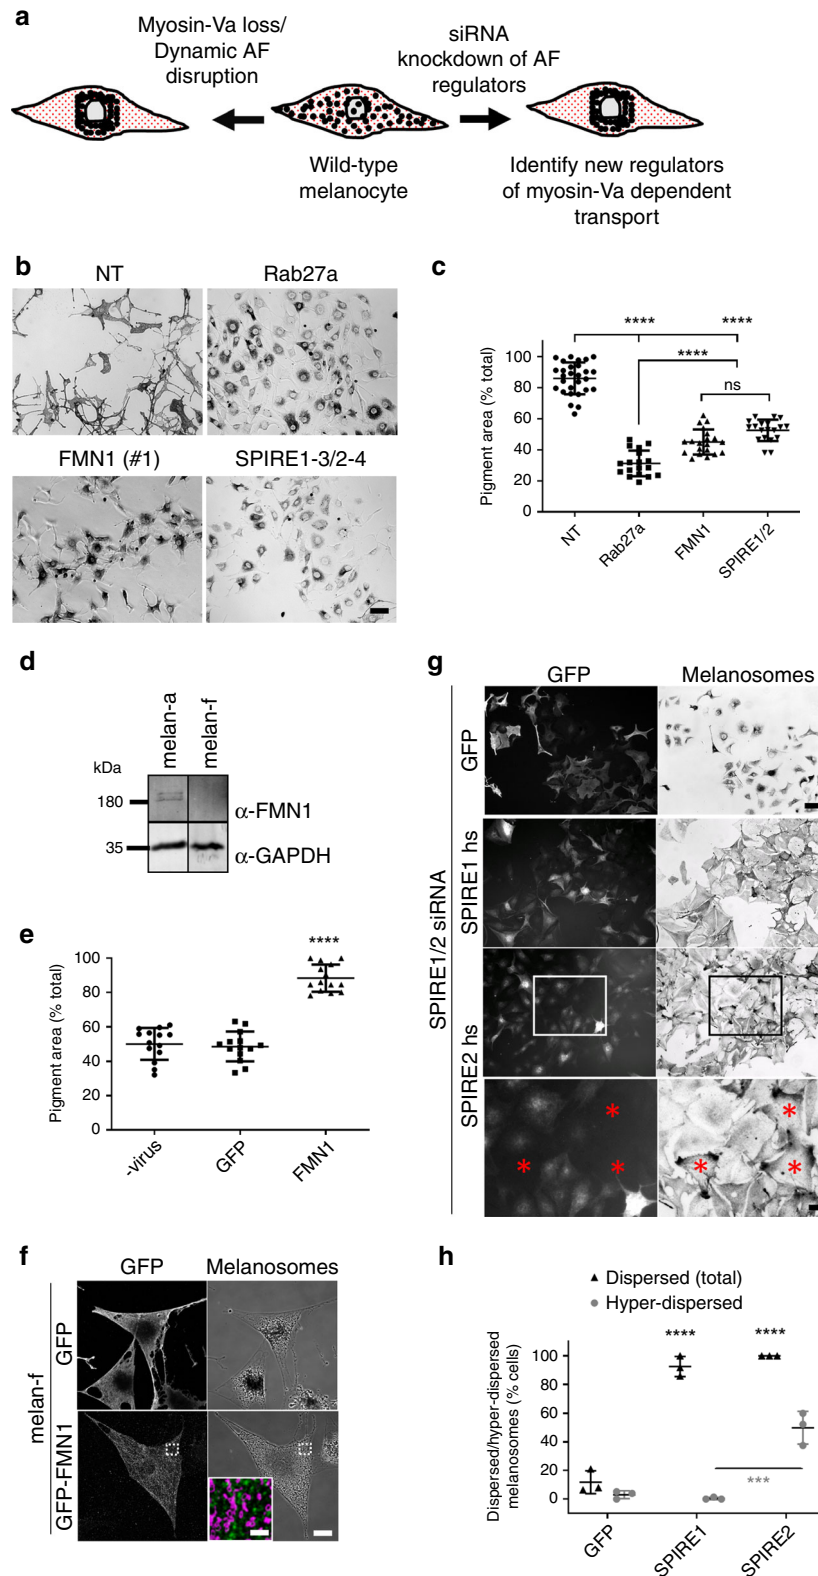 a
Myosin-Va loss/
Dynamic AF
disruption
siRNA
knockdown of AF
regulators
Wild-type
melanocyte
Identify new regulators
of myosin-Va dependent
transport
b
NT
Rab27a
FMN1 (#1)
SPIRE1-3/2-4
c
****
****
****
ns
Pigment area (% total)
100
80
60
40
20
0
NT
Rab27a
FMN1
SPIRE1/2
d
melan-a
melan-f
kDa
180
α-FMN1
35
α-GAPDH
e
****
Pigment area (% total)
100
80
60
40
20
0
-virus
GFP
FMN1
f
GFP
Melanosomes
melan-f
GFP
GFP-FMN1
g
GFP
Melanosomes
SPIRE1/2 siRNA
GFP
SPIRE1 hs
SPIRE2 hs
*
*
*
*
*
*
h
Dispersed (total)
Hyper-dispersed
****
****
***
Dispersed/hyper-dispersed
melanosomes (% cells)
100
80
60
40
20
0
GFP
SPIRE1
SPIRE2